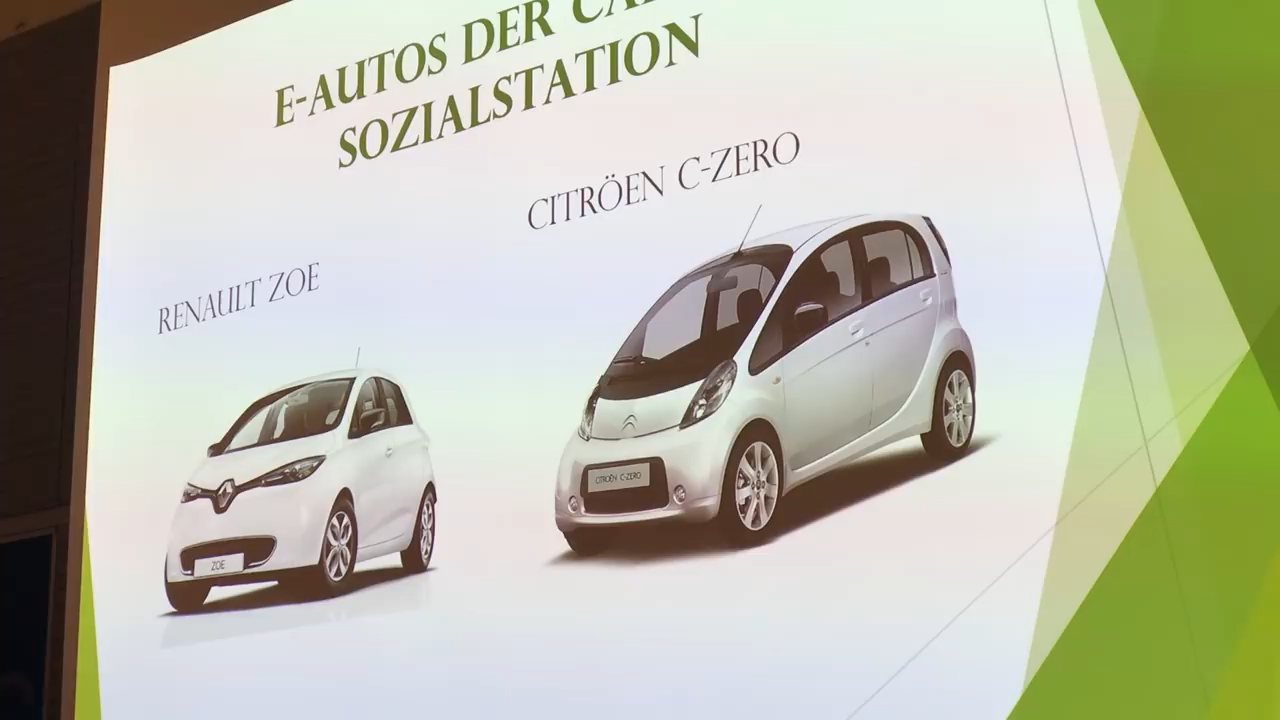 E-AUTOS DER
SOZIALSTATION
CITRÖEN C-ZERO
RENAULT ZOE
CITROËN C-ZERO
ZOE